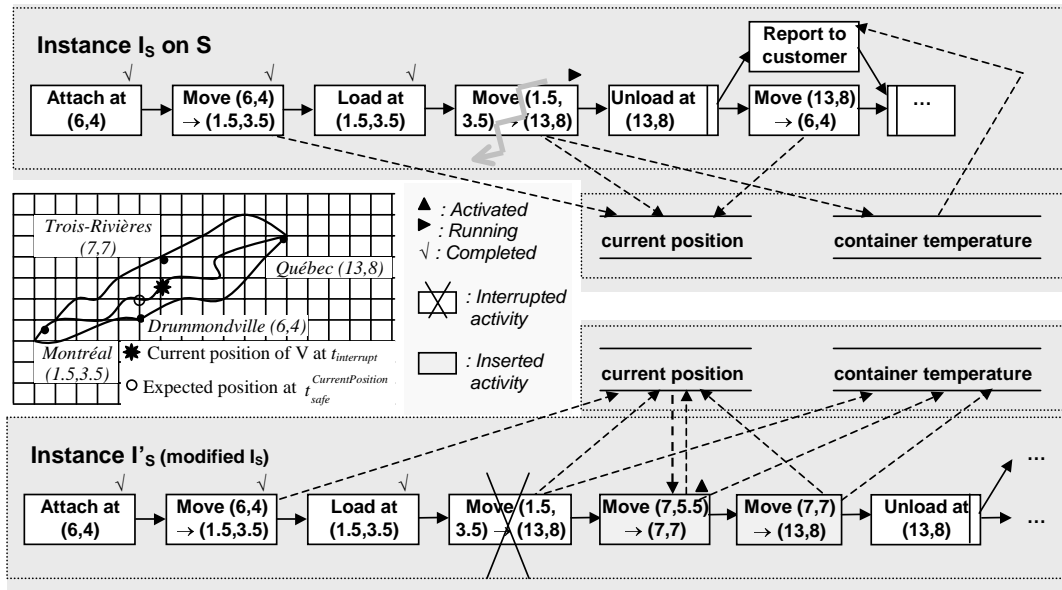 Instance I_S on S
Report to
customer
Attach at
(6,4)
Move (6,4)
→ (1.5,3.5)
Load at
(1.5,3.5)
Move (1.5,
3.5) → (13,8)
Unload at
(13,8)
Move (13,8)
→ (6,4)
...
√
√
√
current position
container temperature
Trois-Rivières
(7,7)
Québec (13,8)
Drummondville (6,4)
Montréal
(1.5,3.5)
Current position of V at t_interrupt
Expected position at t_safe^CurrentPosition
: Activated
: Running
√ : Completed
: Interrupted
activity
: Inserted
activity
current position
container temperature
Instance I'_S (modified I_S)
√
√
√
Attach at
(6,4)
Move (6,4)
→ (1.5,3.5)
Load at
(1.5,3.5)
Move (1.5,
3.5) → (13,8)
Move (7,5.5)
→ (7,7)
Move (7,7)
→ (13,8)
Unload at
(13,8)
...
...